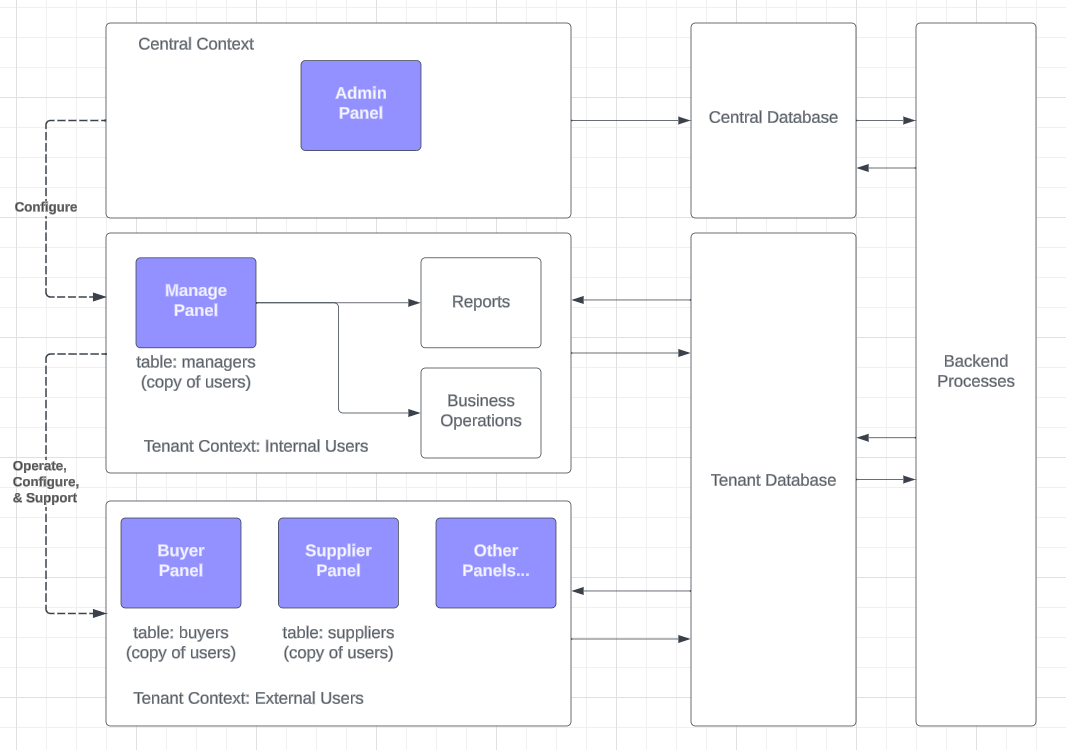 Central Context
Admin
Panel
Central Database
Configure
Manage
Panel
Reports
table: managers
(copy of users)
Business
Operations
Tenant Context: Internal Users
Backend
Processes
Operate,
Configure,
& Support
Tenant Database
Buyer
Panel
Supplier
Panel
Other
Panels...
table: buyers
(copy of users)
table: suppliers
(copy of users)
Tenant Context: External Users